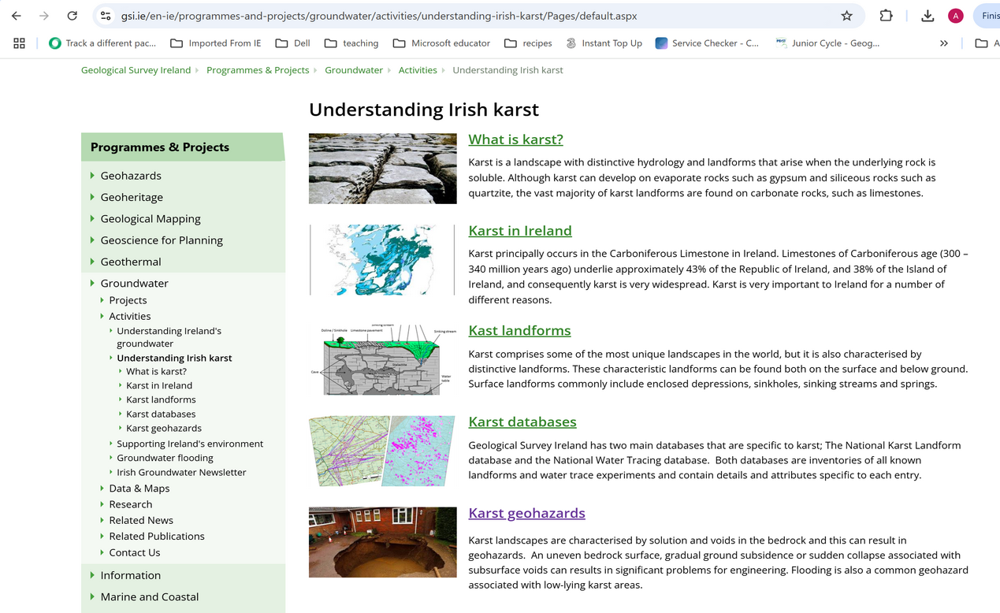 gsi.ie/en-ie/programmes-and-projects/groundwater/activities/understanding-irish-karst/Pages/default.aspx
A
Finis
Track a different pac...
Imported From IE
Dell
teaching
Microsoft educator
recipes
Instant Top Up
Service Checker - C...
Junior Cycle - Geog...
»
A
Geological Survey Ireland
Programmes & Projects
Groundwater
Activities
Understanding Irish karst
Understanding Irish karst
Programmes & Projects
Geohazards
Geoheritage
Geological Mapping
Geoscience for Planning
Geothermal
Groundwater
Projects
Activities
Understanding Ireland's
groundwater
Understanding Irish karst
What is karst?
Karst in Ireland
Karst landforms
Karst databases
Karst geohazards
Supporting Ireland's environment
Groundwater flooding
Irish Groundwater Newsletter
Data & Maps
Research
Related News
Related Publications
Contact Us
Information
Marine and Coastal
What is karst?
Karst is a landscape with distinctive hydrology and landforms that arise when the underlying rock is
soluble. Although karst can develop on evaporate rocks such as gypsum and siliceous rocks such as
quartzite, the vast majority of karst landforms are found on carbonate rocks, such as limestones.
Karst in Ireland
Karst principally occurs in the Carboniferous Limestone in Ireland. Limestones of Carboniferous age (300 –
340 million years ago) underlie approximately 43% of the Republic of Ireland, and 38% of the Island of
Ireland, and consequently karst is very widespread. Karst is very important to Ireland for a number of
different reasons.
Doline / Sinkhole
Limestone pavement
Sinking stream
Cave
Water
table
Kast landforms
Karst comprises some of the most unique landscapes in the world, but it is also characterised by
distinctive landforms. These characteristic landforms can be found both on the surface and below ground.
Surface landforms commonly include enclosed depressions, sinkholes, sinking streams and springs.
Karst databases
Geological Survey Ireland has two main databases that are specific to karst; The National Karst Landform
database and the National Water Tracing database.  Both databases are inventories of all known
landforms and water trace experiments and contain details and attributes specific to each entry.
Karst geohazards
Karst landscapes are characterised by solution and voids in the bedrock and this can result in
geohazards.  An uneven bedrock surface, gradual ground subsidence or sudden collapse associated with
subsurface voids can results in significant problems for engineering. Flooding is also a common geohazard
associated with low-lying karst areas.